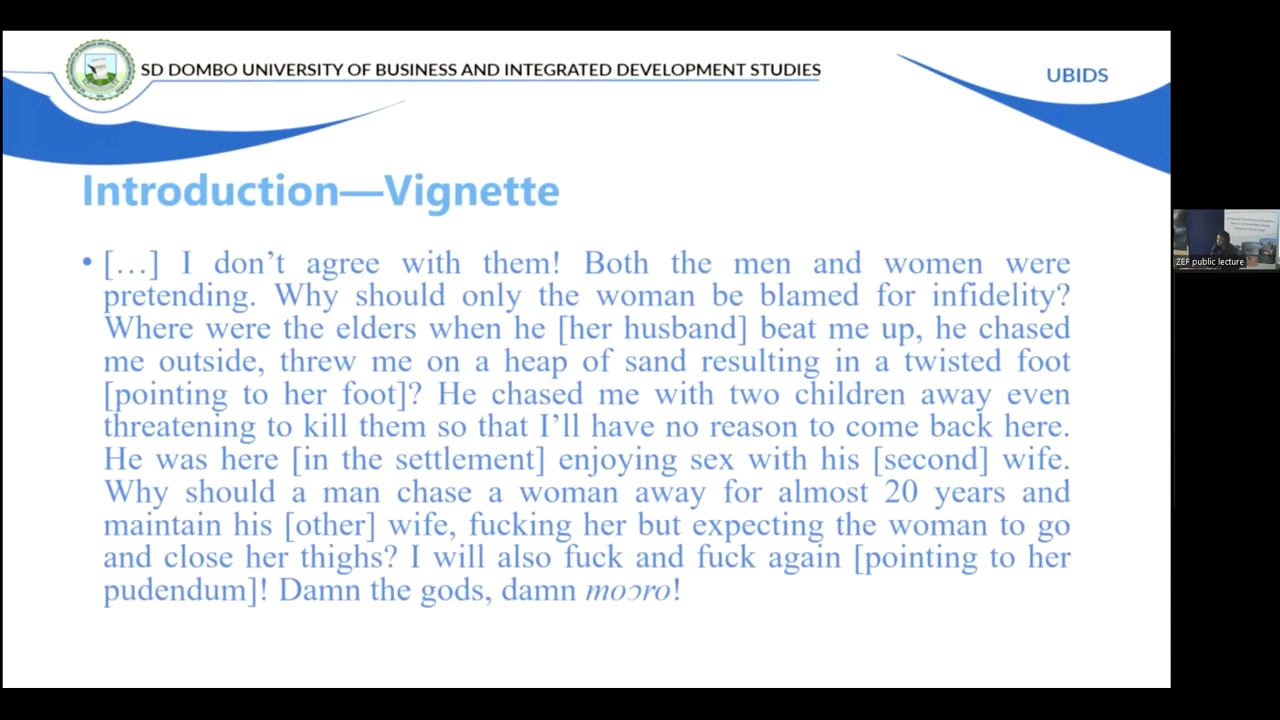 SD DOMBO UNIVERSITY OF BUSINESS AND INTEGRATED DEVELOPMENT STUDIES
UBIDS
Introduction—Vignette
• […] I don’t agree with them! Both the men and women were
pretending. Why should only the woman be blamed for infidelity?
Where were the elders when he [her husband] beat me up, he chased
me outside, threw me on a heap of sand resulting in a twisted foot
[pointing to her foot]? He chased me with two children away even
threatening to kill them so that I’ll have no reason to come back here.
He was here [in the settlement] enjoying sex with his [second] wife.
Why should a man chase a woman away for almost 20 years and
maintain his [other] wife, fucking her but expecting the woman to go
and close her thighs? I will also fuck and fuck again [pointing to her
pudendum]! Damn the gods, damn moɔro!
ZEF public lecture